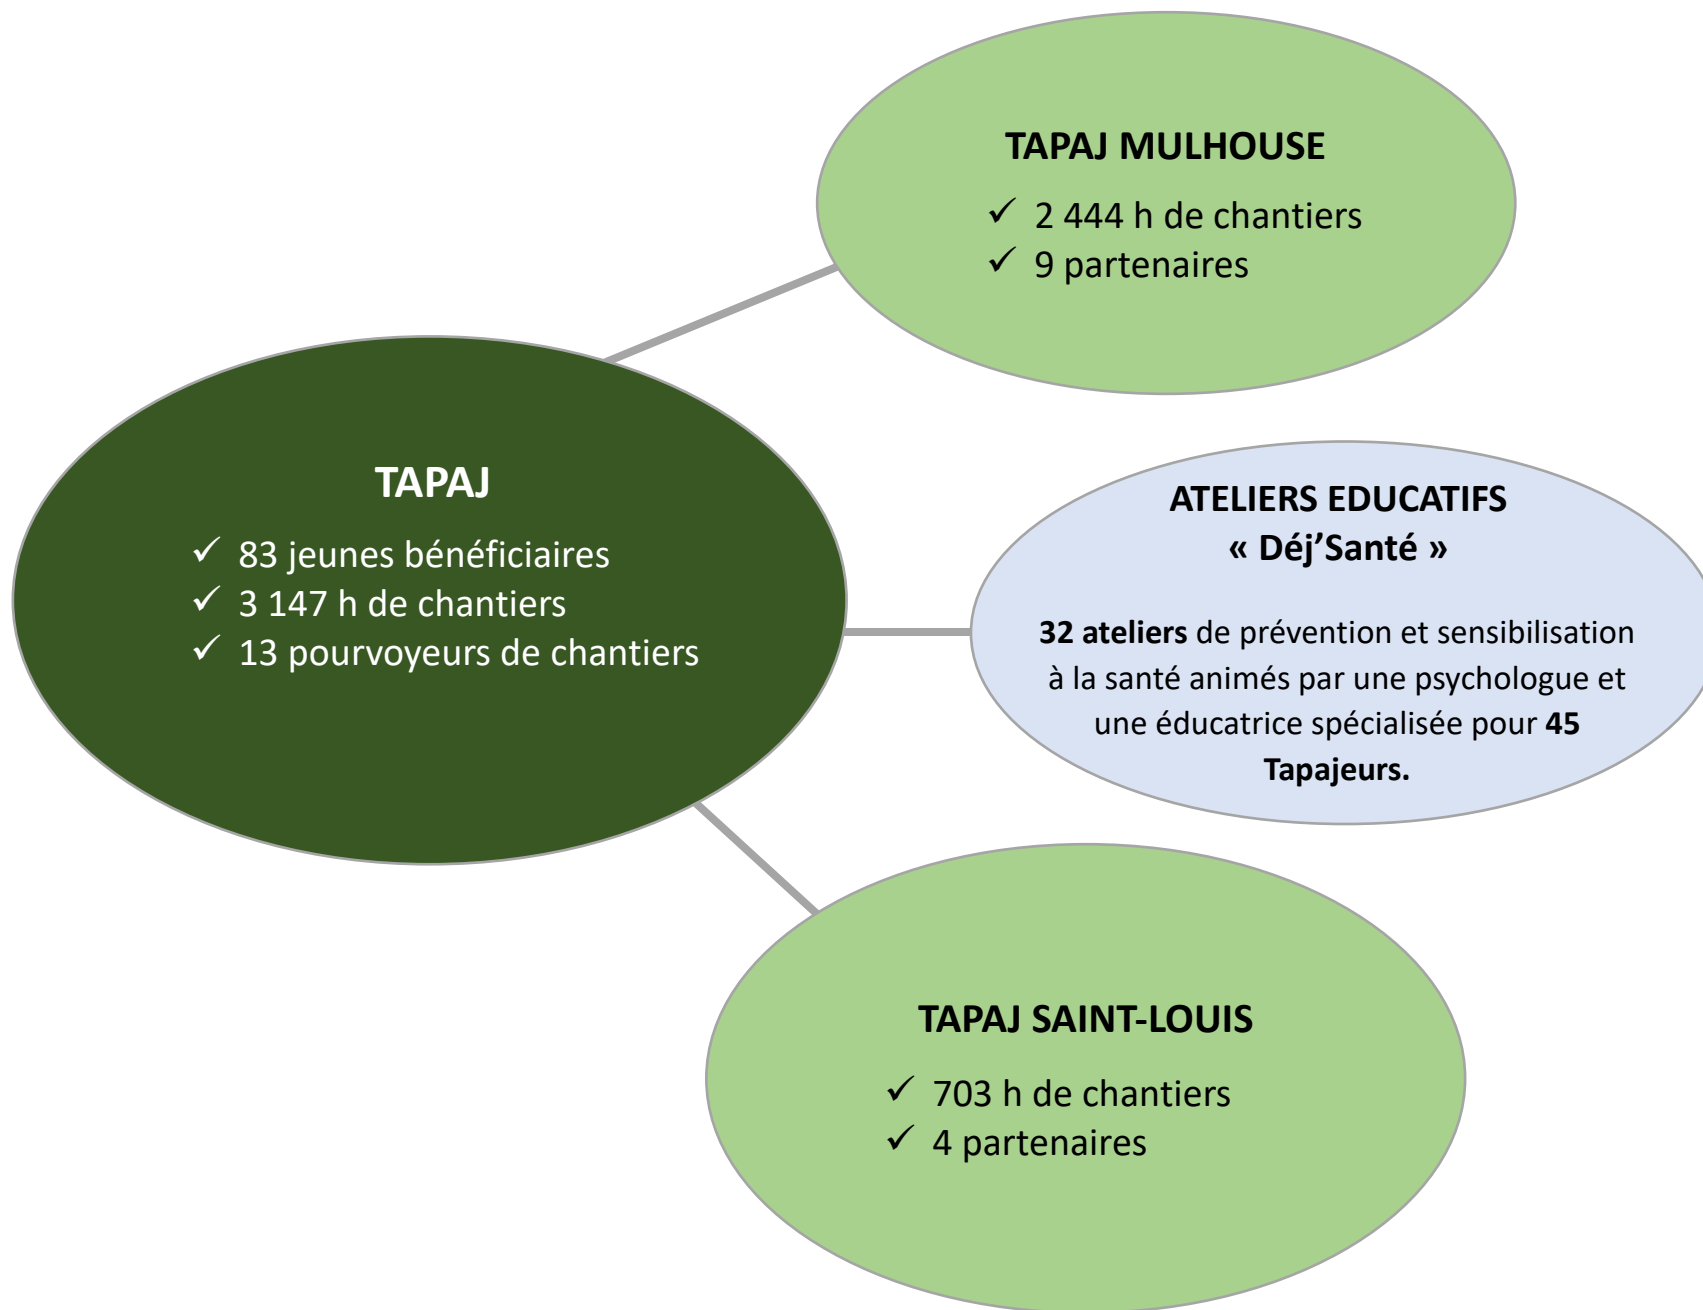 TAPAJ MULHOUSE
✓ 2 444 h de chantiers
✓ 9 partenaires
TAPAJ
✓ 83 jeunes bénéficiaires
✓ 3 147 h de chantiers
✓ 13 pourvoyeurs de chantiers
ATELIERS EDUCATIFS
« Déj’Santé »
32 ateliers de prévention et sensibilisation
à la santé animés par une psychologue et
une éducatrice spécialisée pour 45
Tapajeurs.
TAPAJ SAINT-LOUIS
✓ 703 h de chantiers
✓ 4 partenaires